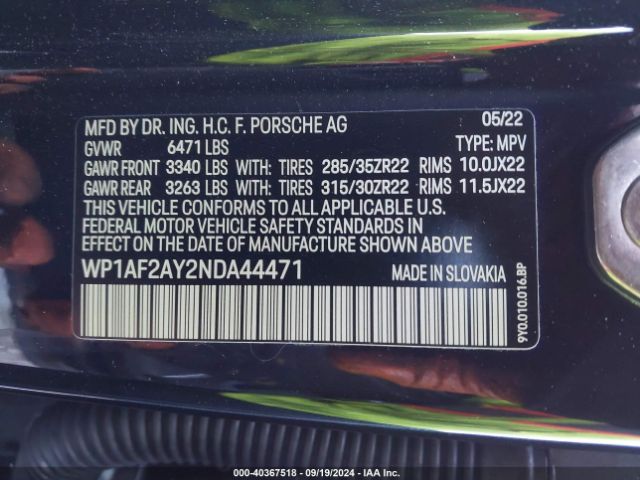 MFD BY DR. ING. H.C. F. PORSCHE AG 05/22
GVWR 6471 LBS TYPE: MPV
GAWR FRONT 3340 LBS WITH: TIRES 285/35ZR22 RIMS 10.0JX22
GAWR REAR 3263 LBS WITH: TIRES 315/30ZR22 RIMS 11.5JX22
THIS VEHICLE CONFORMS TO ALL APPLICABLE U.S.
FEDERAL MOTOR VEHICLE SAFETY STANDARDS IN
EFFECT ON THE DATE OF MANUFACTURE SHOWN ABOVE.
WP1AF2AY2NDA44471 MADE IN SLOVAKIA
9Y0.010.016.BP
000-40367518 - 09/19/2024 - IAA Inc.